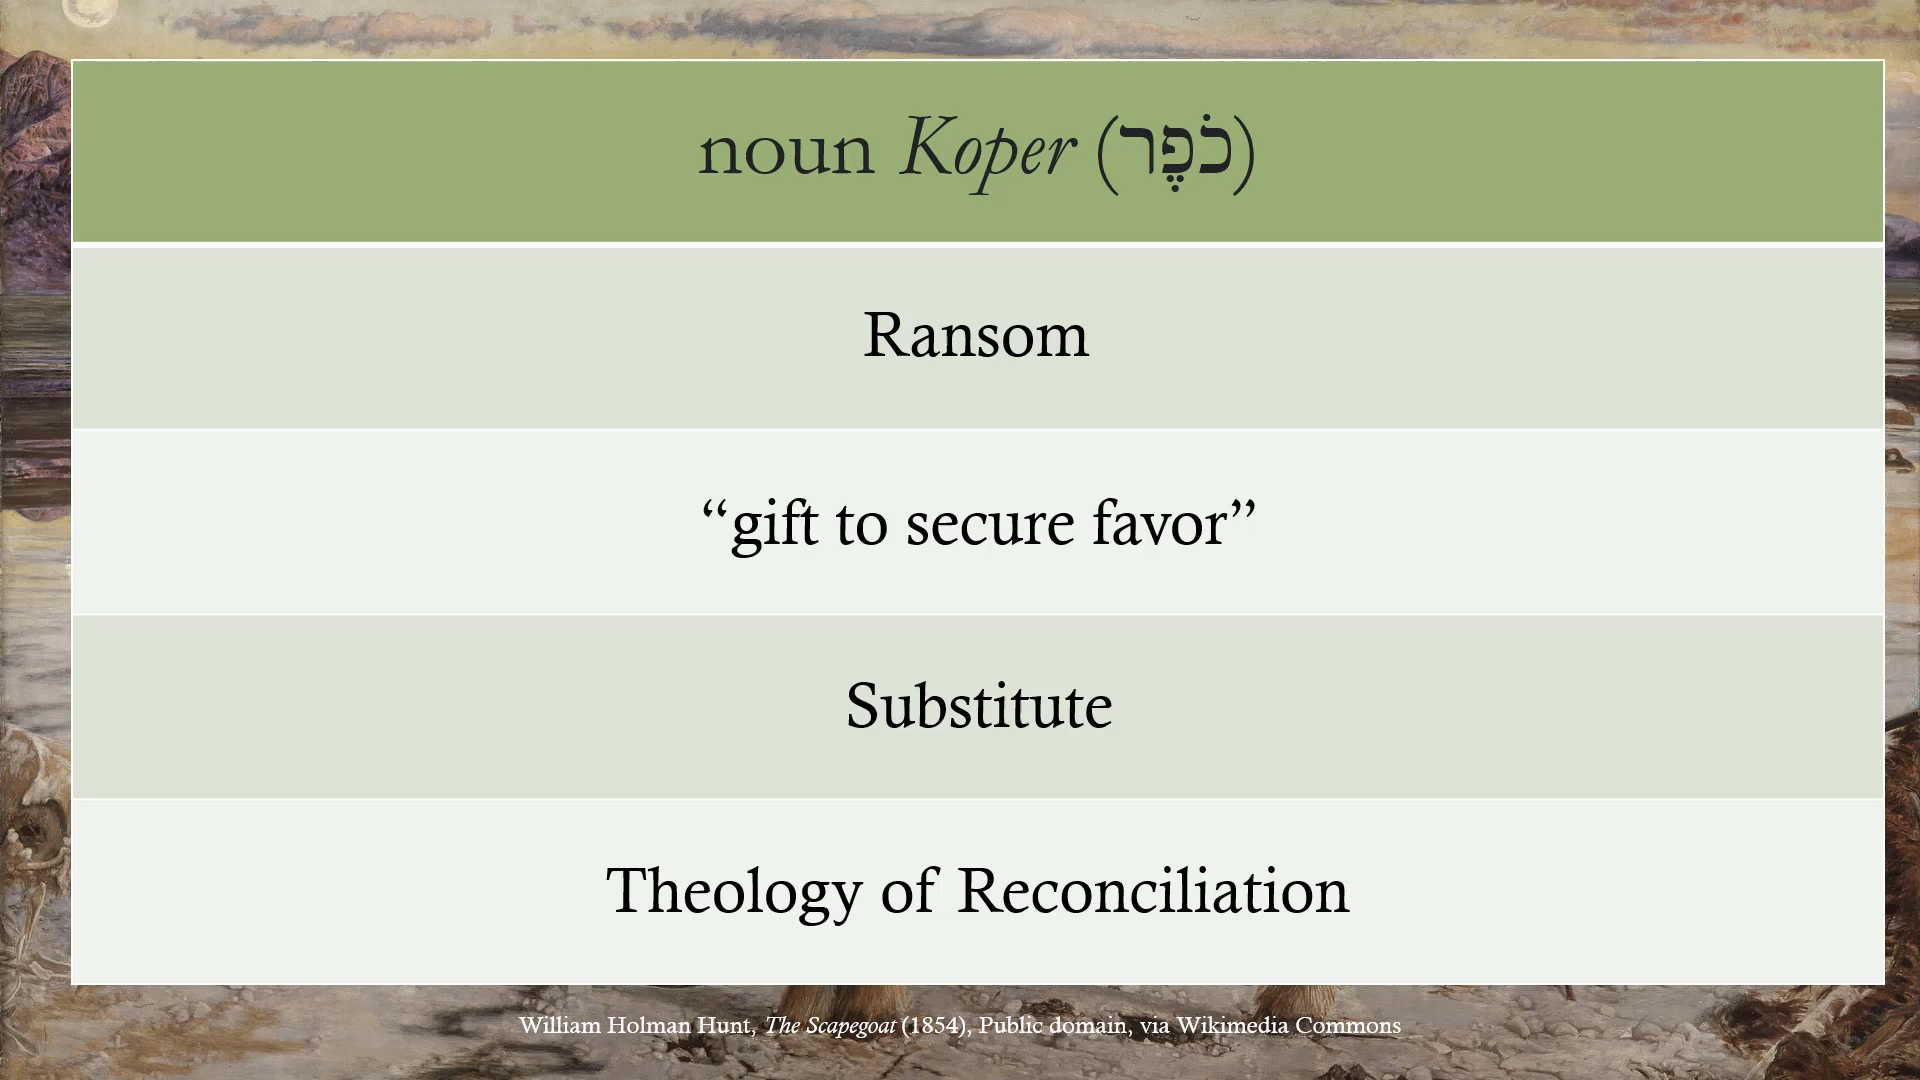 noun Koper (כֹּפֶר)
Ransom
“gift to secure favor”
Substitute
Theology of Reconciliation
William Holman Hunt, The Scapegoat (1854), Public domain, via Wikimedia Commons